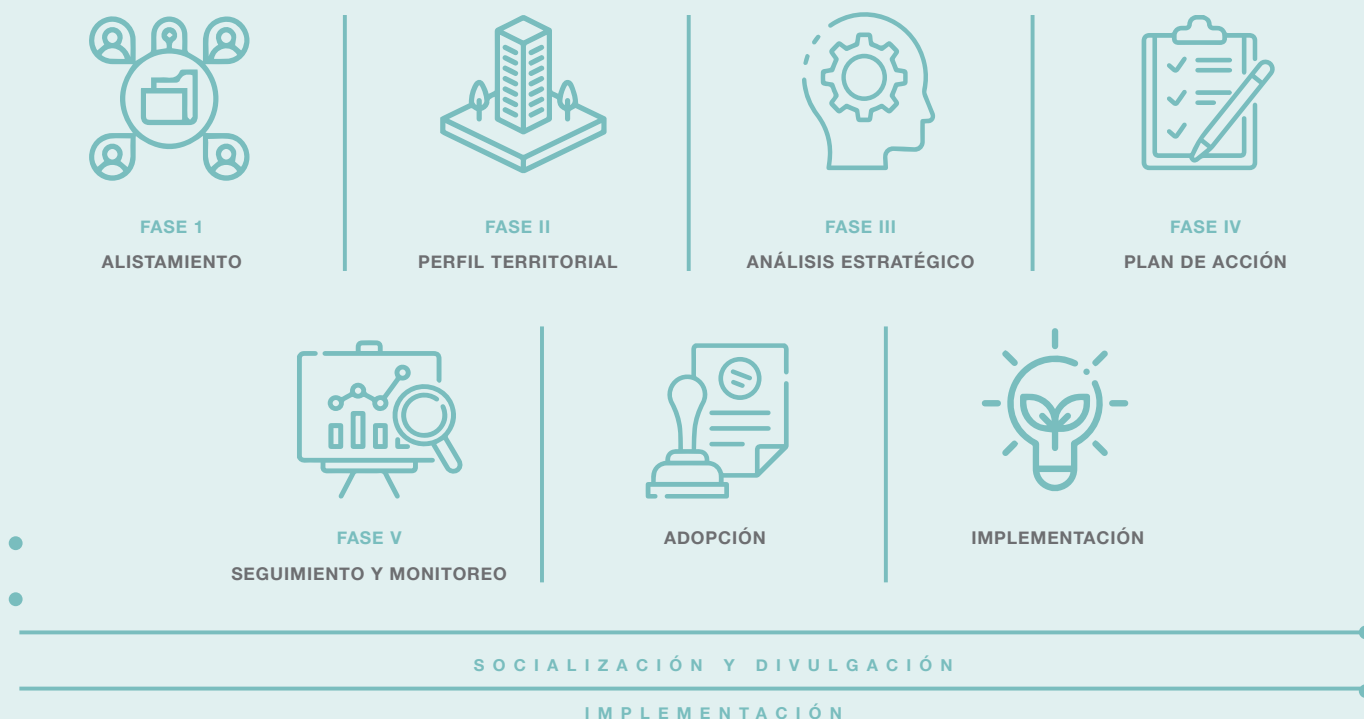 FASE 1
ALISTAMIENTO
FASE II
PERFIL TERRITORIAL
FASE III
ANÁLISIS ESTRATÉGICO
FASE IV
PLAN DE ACCIÓN
FASE V
SEGUIMIENTO Y MONITOREO
ADOPCIÓN
IMPLEMENTACIÓN
SOCIALIZACIÓN Y DIVULGACIÓN
IMPLEMENTACIÓN